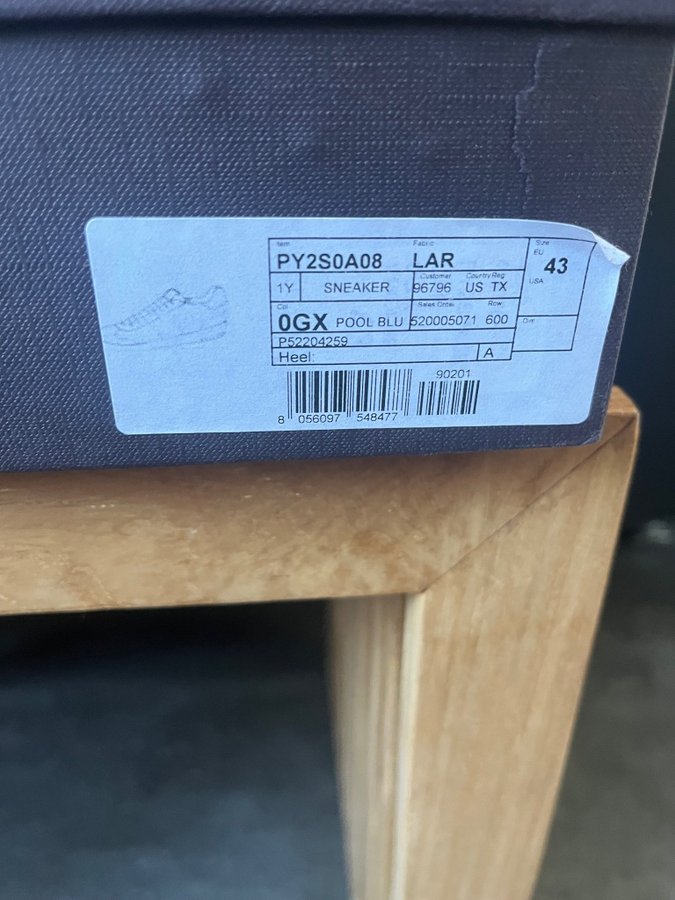 Item Fabric Size
PY2S0A08 LAR EU 43
Customer Country/Reg USA
1Y SNEAKER 96796 US TX
Col Sales Order Row
0GX POOL BLU 520005071 600
P52204259
Heel: A
90201
8 056097 548477